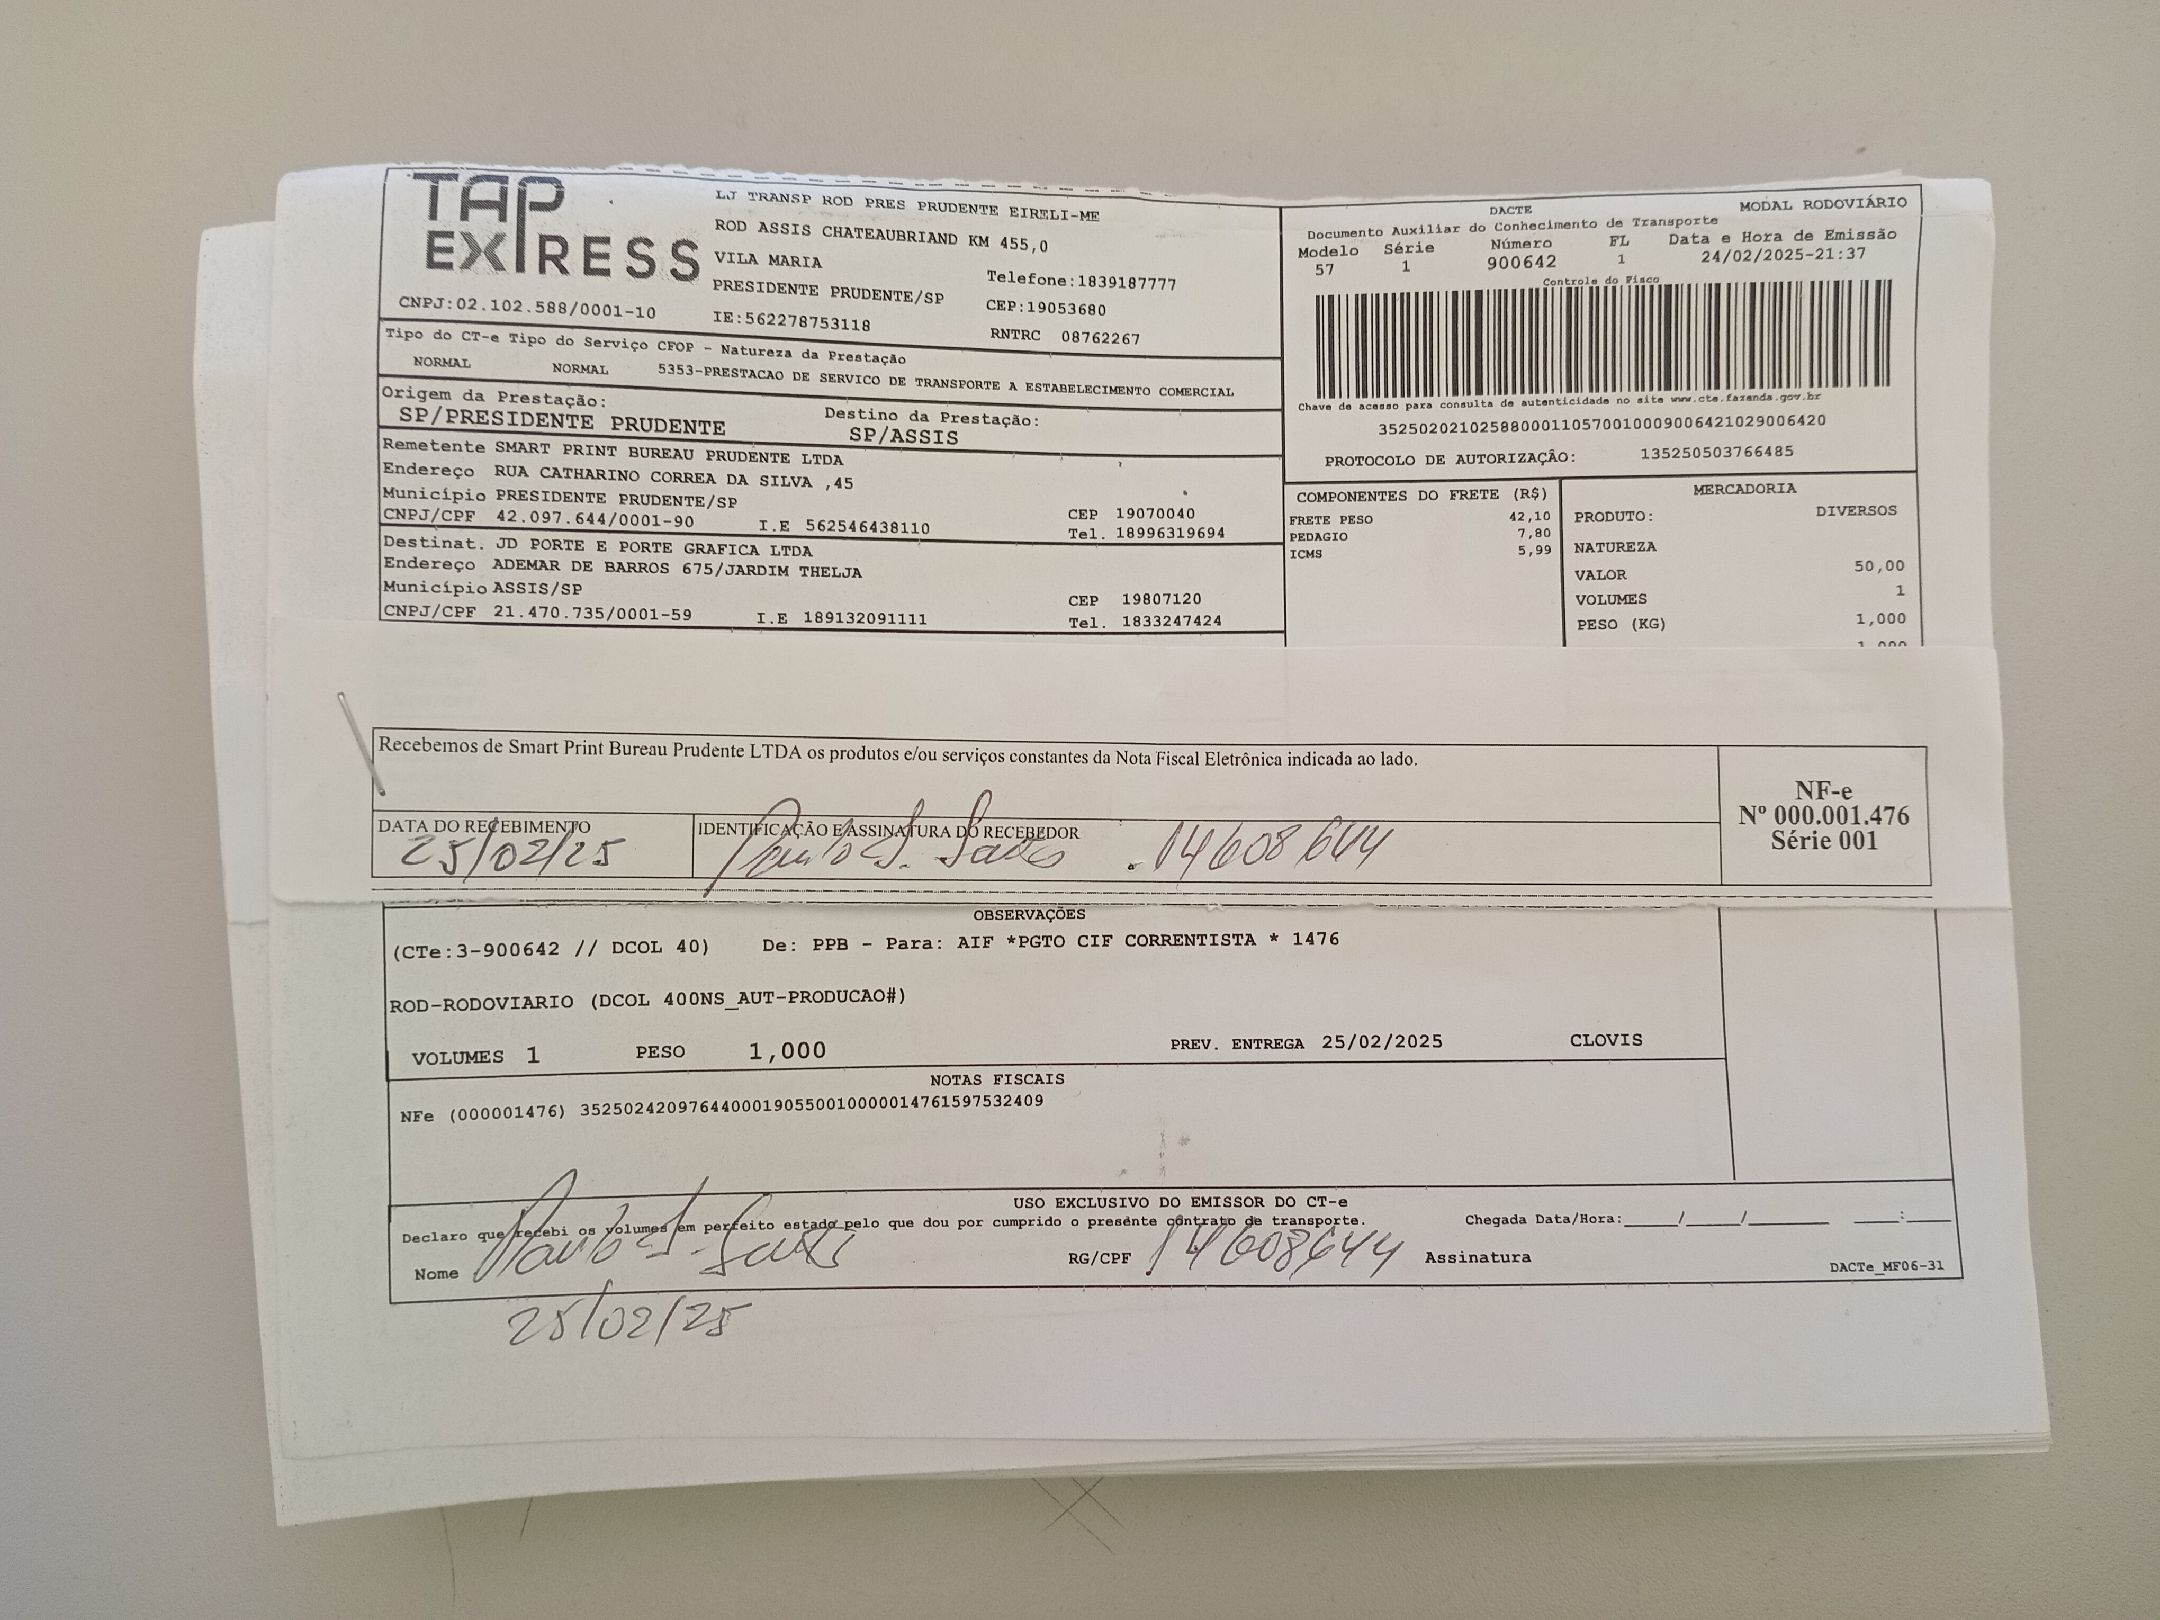 TAP
EXPRESS
LJ TRANSP ROD PRES PRUDENTE EIRELI-ME
ROD ASSIS CHATEAUBRIAND KM 455,0
VILA MARIA
PRESIDENTE PRUDENTE/SP
Telefone:1839187777
CEP:19053680
CNPJ:02.102.588/0001-10
IE:562278753118
RNTRC 08762267
Tipo do CT-e Tipo do Serviço CFOP - Natureza da Prestação
NORMAL NORMAL 5353-PRESTACAO DE SERVICO DE TRANSPORTE A ESTABELECIMENTO COMERCIAL
Origem da Prestação:
SP/PRESIDENTE PRUDENTE
Destino da Prestação:
SP/ASSIS
Remetente SMART PRINT BUREAU PRUDENTE LTDA
Endereço RUA CATHARINO CORREA DA SILVA ,45
Município PRESIDENTE PRUDENTE/SP
CEP 19070040
CNPJ/CPF 42.097.644/0001-90 I.E 562546438110 Tel. 18996319694
Destinat. JD PORTE E PORTE GRAFICA LTDA
Endereço ADEMAR DE BARROS 675/JARDIM THELJA
Município ASSIS/SP
CEP 19807120
CNPJ/CPF 21.470.735/0001-59 I.E 189132091111 Tel. 1833247424
DACTE MODAL RODOVIÁRIO
Documento Auxiliar do Conhecimento de Transporte
Modelo Série Número FL Data e Hora de Emissão
57 1 900642 1 24/02/2025-21:37
Controle do Fisco
Chave de acesso para consulta de autenticidade no site www.cte.fazenda.gov.br
35250202102588000110570010009006421029006420
PROTOCOLO DE AUTORIZAÇÂO: 135250503766485
COMPONENTES DO FRETE (R$)
FRETE PESO 42,10
PEDAGIO 7,80
ICMS 5,99
MERCADORIA
PRODUTO: DIVERSOS
NATUREZA
VALOR 50,00
VOLUMES 1
PESO (KG) 1,000
1,000
Recebemos de Smart Print Bureau Prudente LTDA os produtos e/ou serviços constantes da Nota Fiscal Eletrônica indicada ao lado.
NF-e
Nº 000.001.476
Série 001
DATA DO RECEBIMENTO
25/02/25
IDENTIFICAÇÃO E ASSINATURA DO RECEBEDOR
14608644
OBSERVAÇÕES
(CTe:3-900642 // DCOL 40) De: PPB - Para: AIF *PGTO CIF CORRENTISTA * 1476
ROD-RODOVIARIO (DCOL 400NS_AUT-PRODUCAO#)
VOLUMES 1 PESO 1,000 PREV. ENTREGA 25/02/2025 CLOVIS
NOTAS FISCAIS
NFe (000001476) 35250242097644000190550010000014761597532409
USO EXCLUSIVO DO EMISSOR DO CT-e
Declaro que recebi os volumes em perfeito estado pelo que dou por cumprido o presente contrato de transporte.
Chegada Data/Hora:____/____/______ ___:___
Nome
RG/CPF 14608644 Assinatura
DACTe_MF06-31
25/02/25